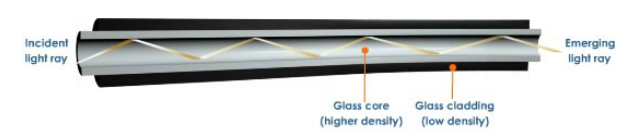 Incident
light ray
Emerging
light ray
Glass core
(higher density)
Glass cladding
(low density)